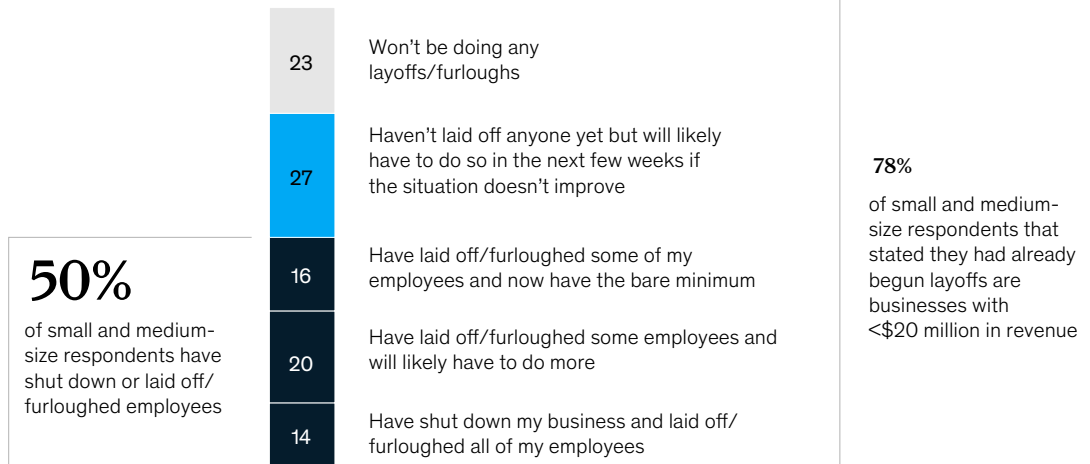 23
Won't be doing any
layoffs/furloughs
27
Haven't laid off anyone yet but will likely
have to do so in the next few weeks if
the situation doesn't improve
50%
of small and medium-
size respondents have
shut down or laid off/
furloughed employees
16
Have laid off/furloughed some of my
employees and now have the bare minimum
20
Have laid off/furloughed some employees and
will likely have to do more
14
Have shut down my business and laid off/
furloughed all of my employees
78%
of small and medium-
size respondents that
stated they had already
begun layoffs are
businesses with
<$20 million in revenue